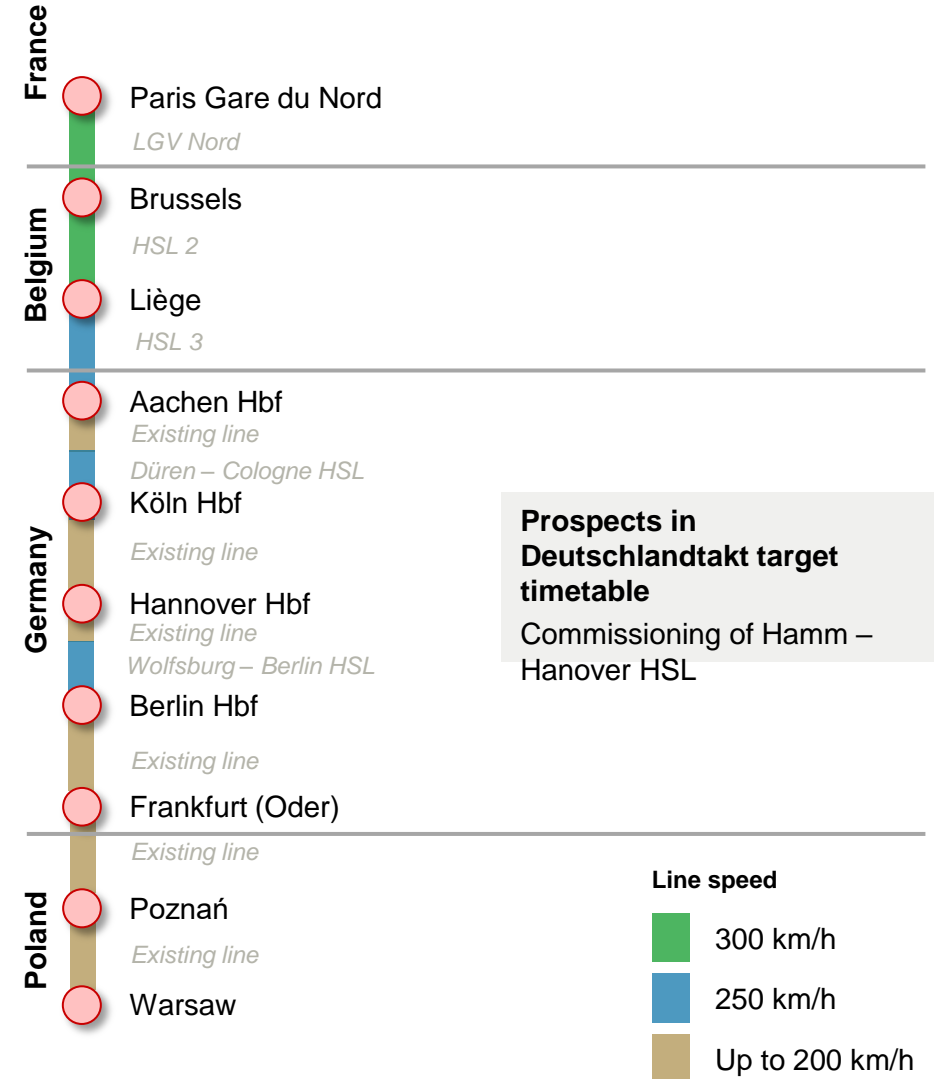 France
Paris Gare du Nord
LGV Nord
Belgium
Brussels
HSL 2
Liège
HSL 3
Germany
Aachen Hbf
Existing line
Düren – Cologne HSL
Köln Hbf
Existing line
Hannover Hbf
Existing line
Wolfsburg – Berlin HSL
Berlin Hbf
Existing line
Frankfurt (Oder)
Poland
Existing line
Poznań
Existing line
Warsaw
Prospects in
Deutschlandtakt target
timetable
Commissioning of Hamm –
Hanover HSL
Line speed
300 km/h
250 km/h
Up to 200 km/h